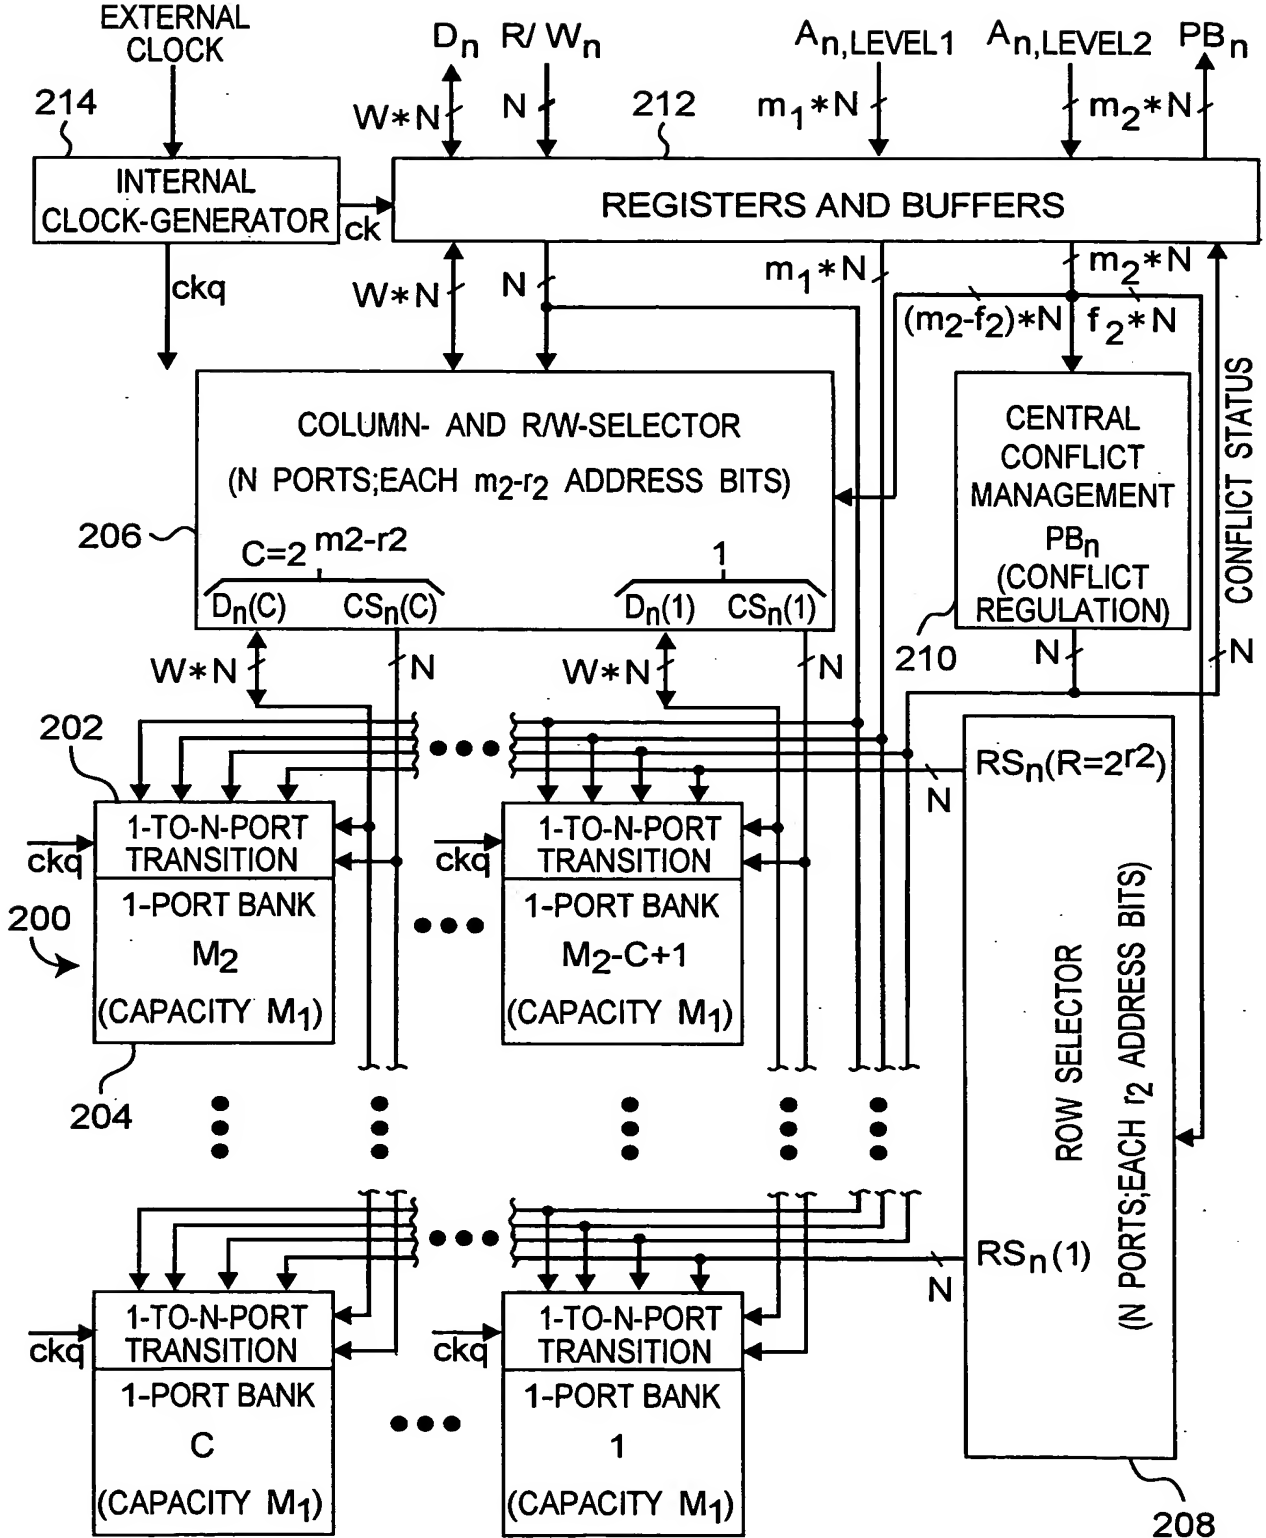 EXTERNAL
CLOCK
Dn
R/ Wn
An,LEVEL1
An,LEVEL2
PBn
214
W*N
N
212
m1*N
m2*N
INTERNAL
CLOCK-GENERATOR
ck
REGISTERS AND BUFFERS
ckq
W*N
N
m1*N
m2*N
(m2-f2)*N
f2*N
COLUMN- AND R/W-SELECTOR
(N PORTS;EACH m2-r2 ADDRESS BITS)
206
C=2 m2-r2
1
Dn(C)
CSn(C)
Dn(1)
CSn(1)
CENTRAL
CONFLICT
MANAGEMENT
PBn
(CONFLICT
REGULATION)
CONFLICT STATUS
210
W*N
N
W*N
N
N
N
202
RSn(R=2r2)
N
1-TO-N-PORT
TRANSITION
ckq
1-TO-N-PORT
TRANSITION
ckq
200
1-PORT BANK
M2
(CAPACITY M1)
1-PORT BANK
M2-C+1
(CAPACITY M1)
204
ROW SELECTOR
(N PORTS;EACH r2 ADDRESS BITS)
RSn(1)
N
1-TO-N-PORT
TRANSITION
ckq
1-TO-N-PORT
TRANSITION
ckq
1-PORT BANK
C
(CAPACITY M1)
1-PORT BANK
1
(CAPACITY M1)
208